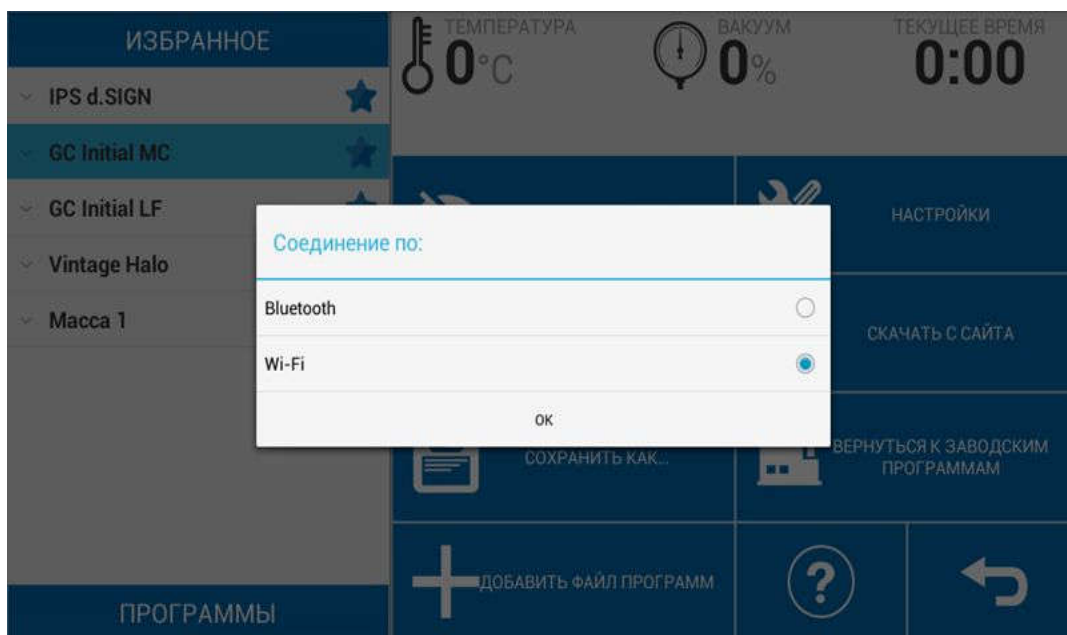 ИЗБРАННОЕ
IPS d.SIGN
GC Initial MC
GC Initial LF
Vintage Halo
Масса 1
ПРОГРАММЫ
ТЕМПЕРАТУРА
0°C
ВАКУУМ
0%
ТЕКУЩЕЕ ВРЕМЯ
0:00
Соединение по:
Bluetooth
Wi-Fi
ОК
НАСТРОЙКИ
СКАЧАТЬ С САЙТА
СОХРАНИТЬ КАК...
ВЕРНУТЬСЯ К ЗАВОДСКИМ
ПРОГРАММАМ
ДОБАВИТЬ ФАЙЛ ПРОГРАММ
?